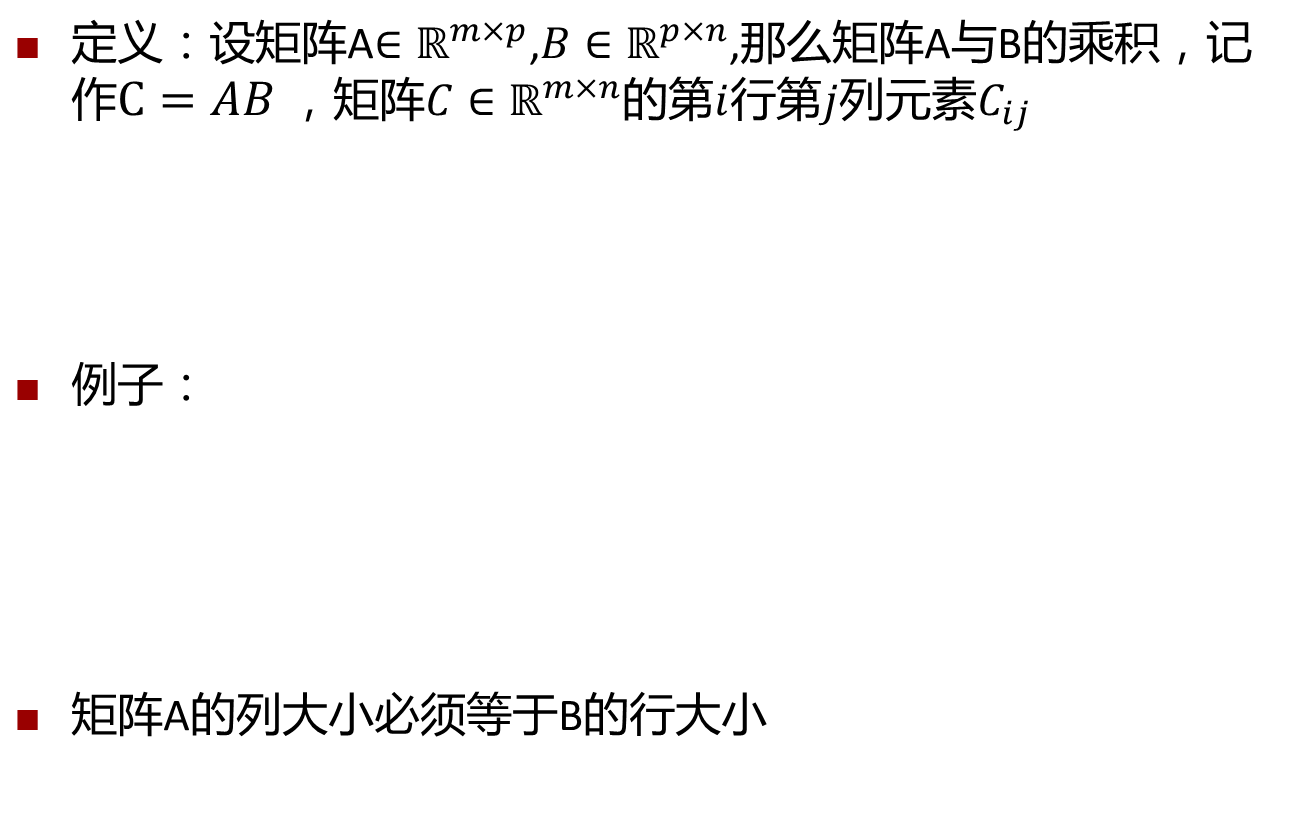 ■ 定义：设矩阵A∈ ℝ^{m×p},B ∈ ℝ^{p×n},那么矩阵A与B的乘积，记
作C = AB ，矩阵C ∈ ℝ^{m×n}的第i行第j列元素C_{ij}
■ 例子：
■ 矩阵A的列大小必须等于B的行大小